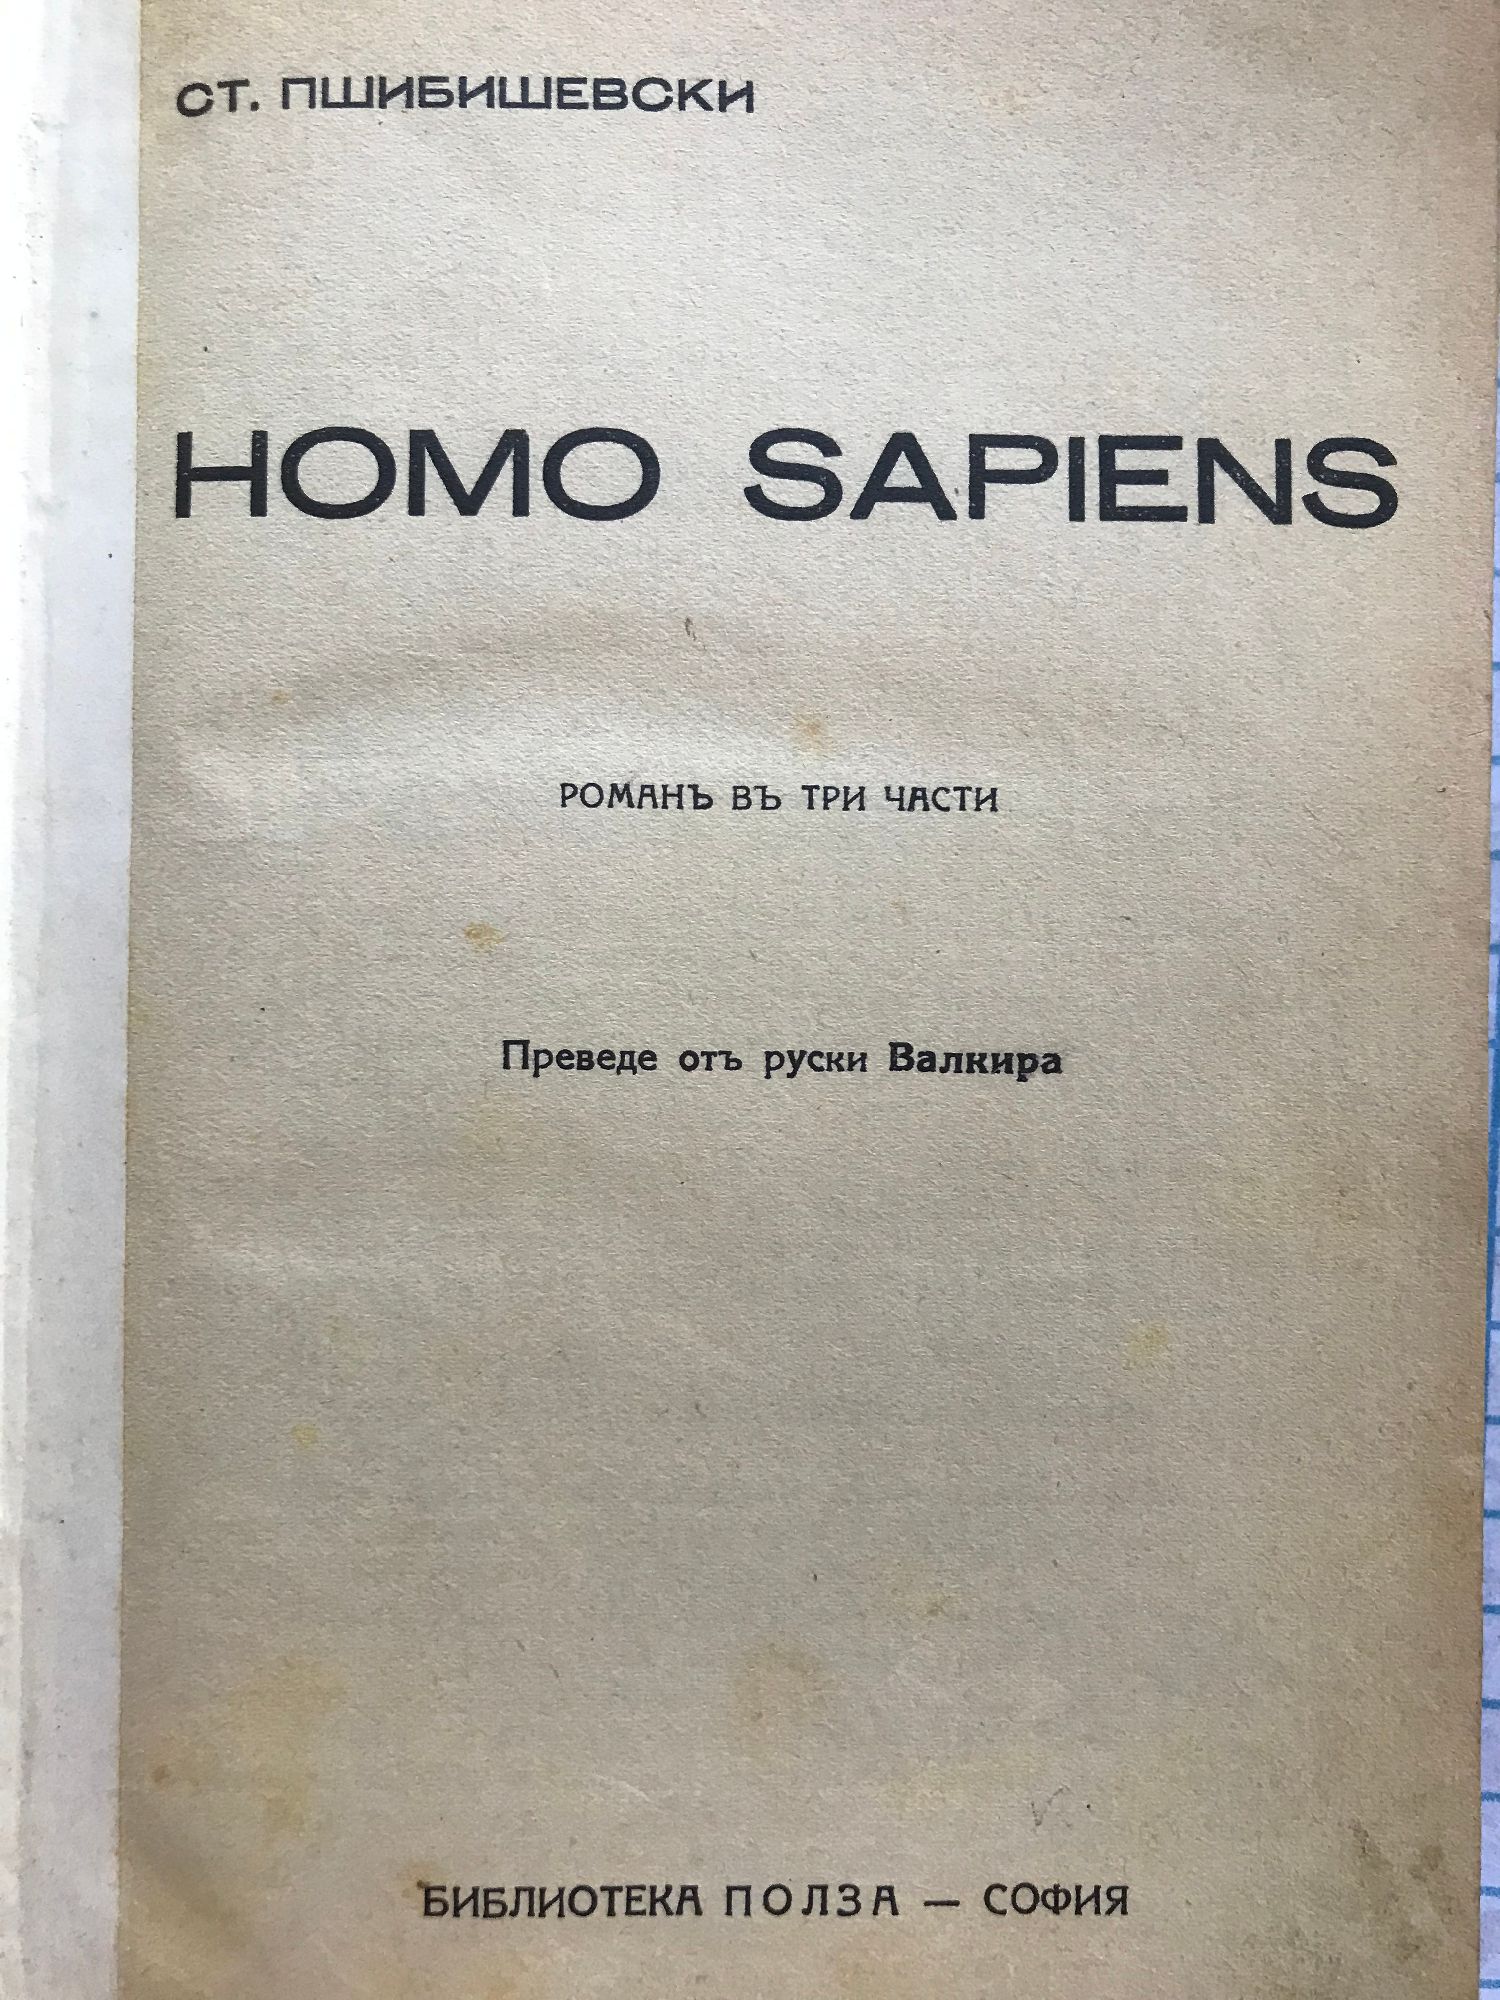 СТ. ПШИБИШЕВСКИ
HOMO SAPIENS
РОМАНЪ ВЪ ТРИ ЧАСТИ
Преведе отъ руски Валкира
БИБЛИОТЕКА ПОЛЗА — СОФИЯ